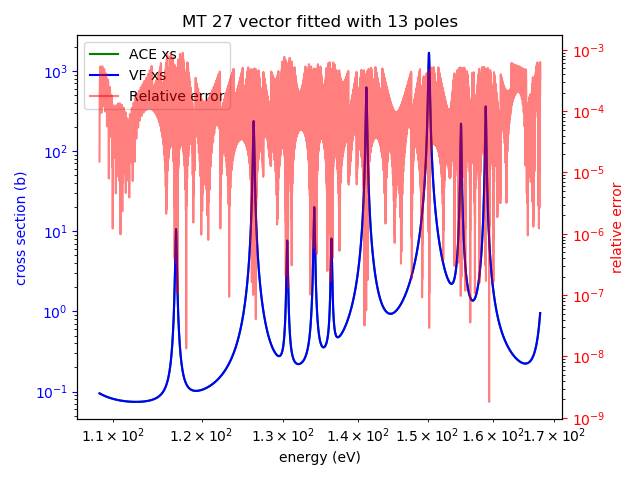 MT 27 vector fitted with 13 poles
ACE xs
VF xs
Relative error
cross section (b)
10³
10²
10¹
10⁰
10⁻¹
10⁻³
10⁻⁴
10⁻⁵
10⁻⁶
10⁻⁷
10⁻⁸
10⁻⁹
relative error
1.1 × 10² 1.2 × 10² 1.3 × 10² 1.4 × 10² 1.5 × 10² 1.6 × 10² 1.7 × 10²
energy (eV)